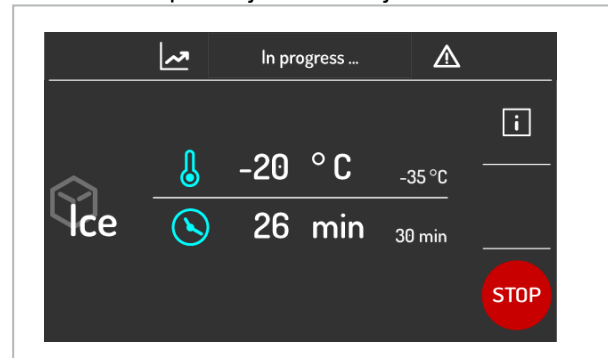 In progress ...
i
-20 °C
-35 °C
Ice
26 min
30 min
STOP